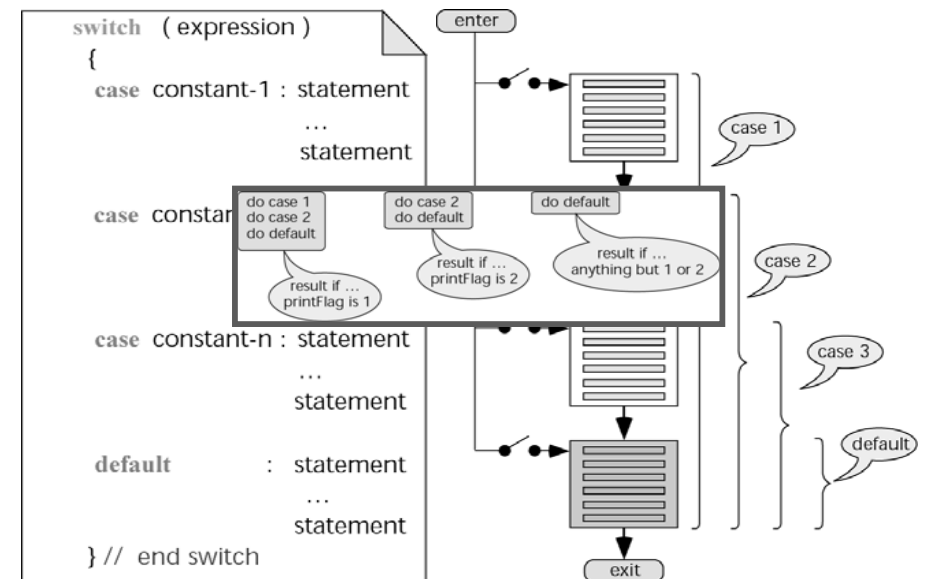 switch ( expression )
{
case constant-1 : statement
...
statement
case
case constant-n : statement
...
statement
default : statement
...
statement
} // end switch
enter
case 1
do case 1
do case 2
do default
result if ...
printFlag is 1
do case 2
do default
result if ...
printFlag is 2
do default
result if ...
anything but 1 or 2
case 2
case 3
default
exit